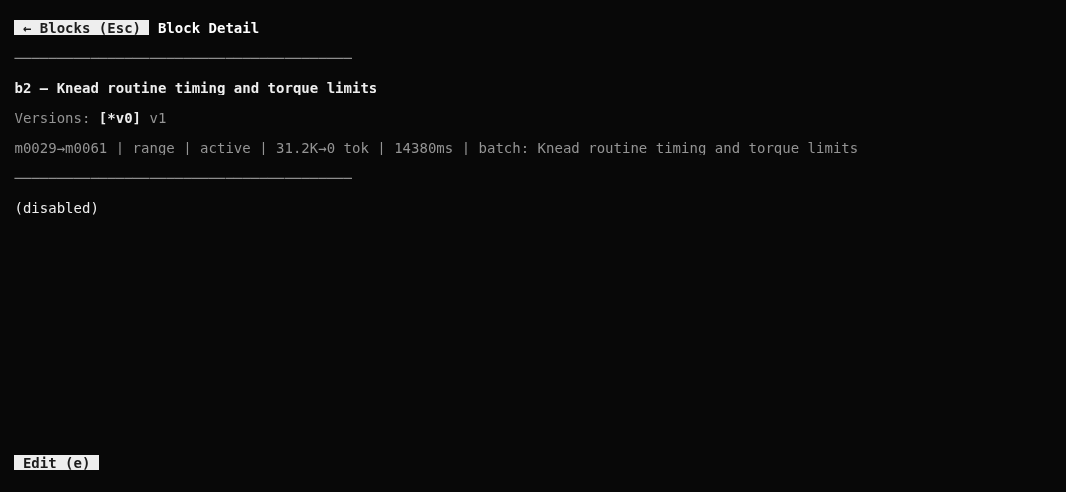 ← Blocks (Esc) Block Detail
────────────────────────────────────────
b2 — Knead routine timing and torque limits
Versions: [*v0] v1
m0029→m0061 | range | active | 31.2K→0 tok | 14380ms | batch: Knead routine timing and torque limits
────────────────────────────────────────
(disabled)
Edit (e)